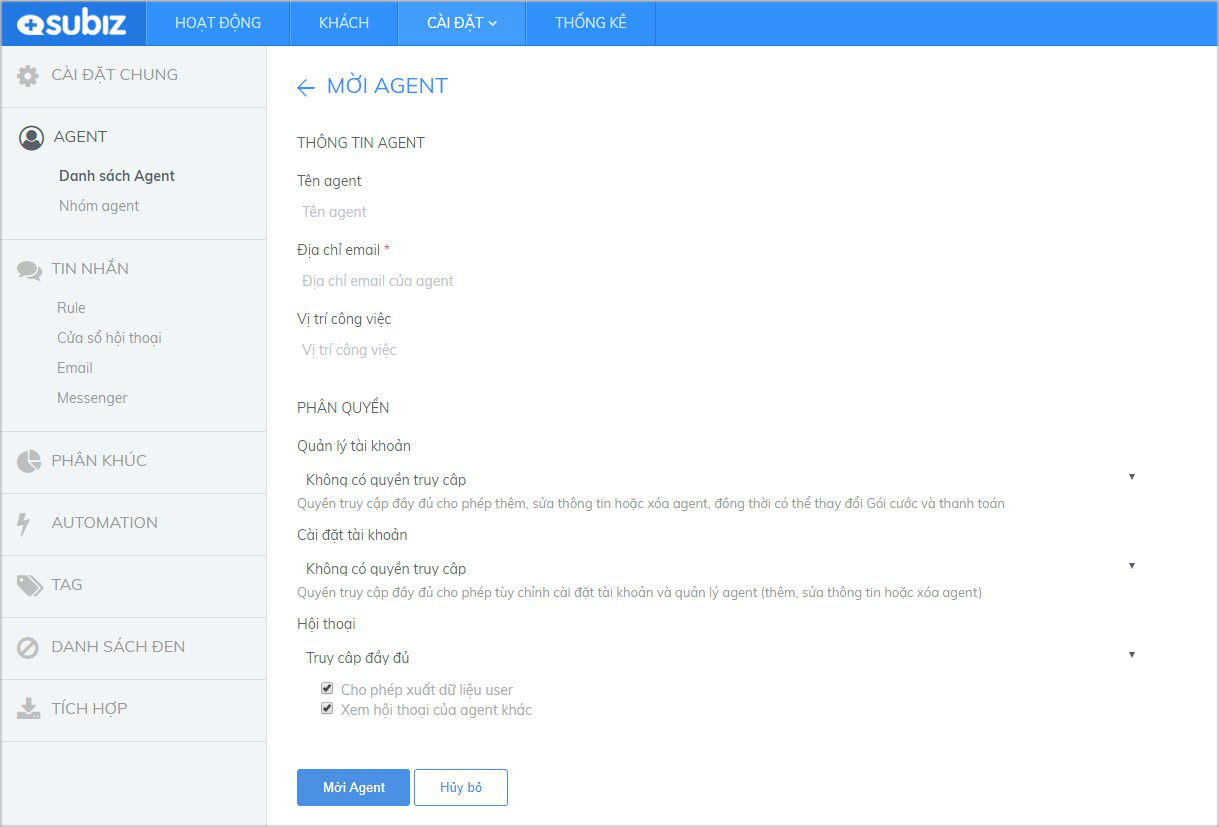 subiz
HOẠT ĐỘNG
KHÁCH
CÀI ĐẶT
THỐNG KÊ
CÀI ĐẶT CHUNG
AGENT
Danh sách Agent
Nhóm agent
TIN NHẮN
Rule
Cửa sổ hội thoại
Email
Messenger
PHÂN KHÚC
AUTOMATION
TAG
DANH SÁCH ĐEN
TÍCH HỢP
MỜI AGENT
THÔNG TIN AGENT
Tên agent
Tên agent
Địa chỉ email *
Địa chỉ email của agent
Vị trí công việc
Vị trí công việc
PHÂN QUYỀN
Quản lý tài khoản
Không có quyền truy cập
Quyền truy cập đầy đủ cho phép thêm, sửa thông tin hoặc xóa agent, đồng thời có thể thay đổi Gói cước và thanh toán
Cài đặt tài khoản
Không có quyền truy cập
Quyền truy cập đầy đủ cho phép tùy chỉnh cài đặt tài khoản và quản lý agent (thêm, sửa thông tin hoặc xóa agent)
Hội thoại
Truy cập đầy đủ
Cho phép xuất dữ liệu user
Xem hội thoại của agent khác
Mời Agent
Hủy bỏ